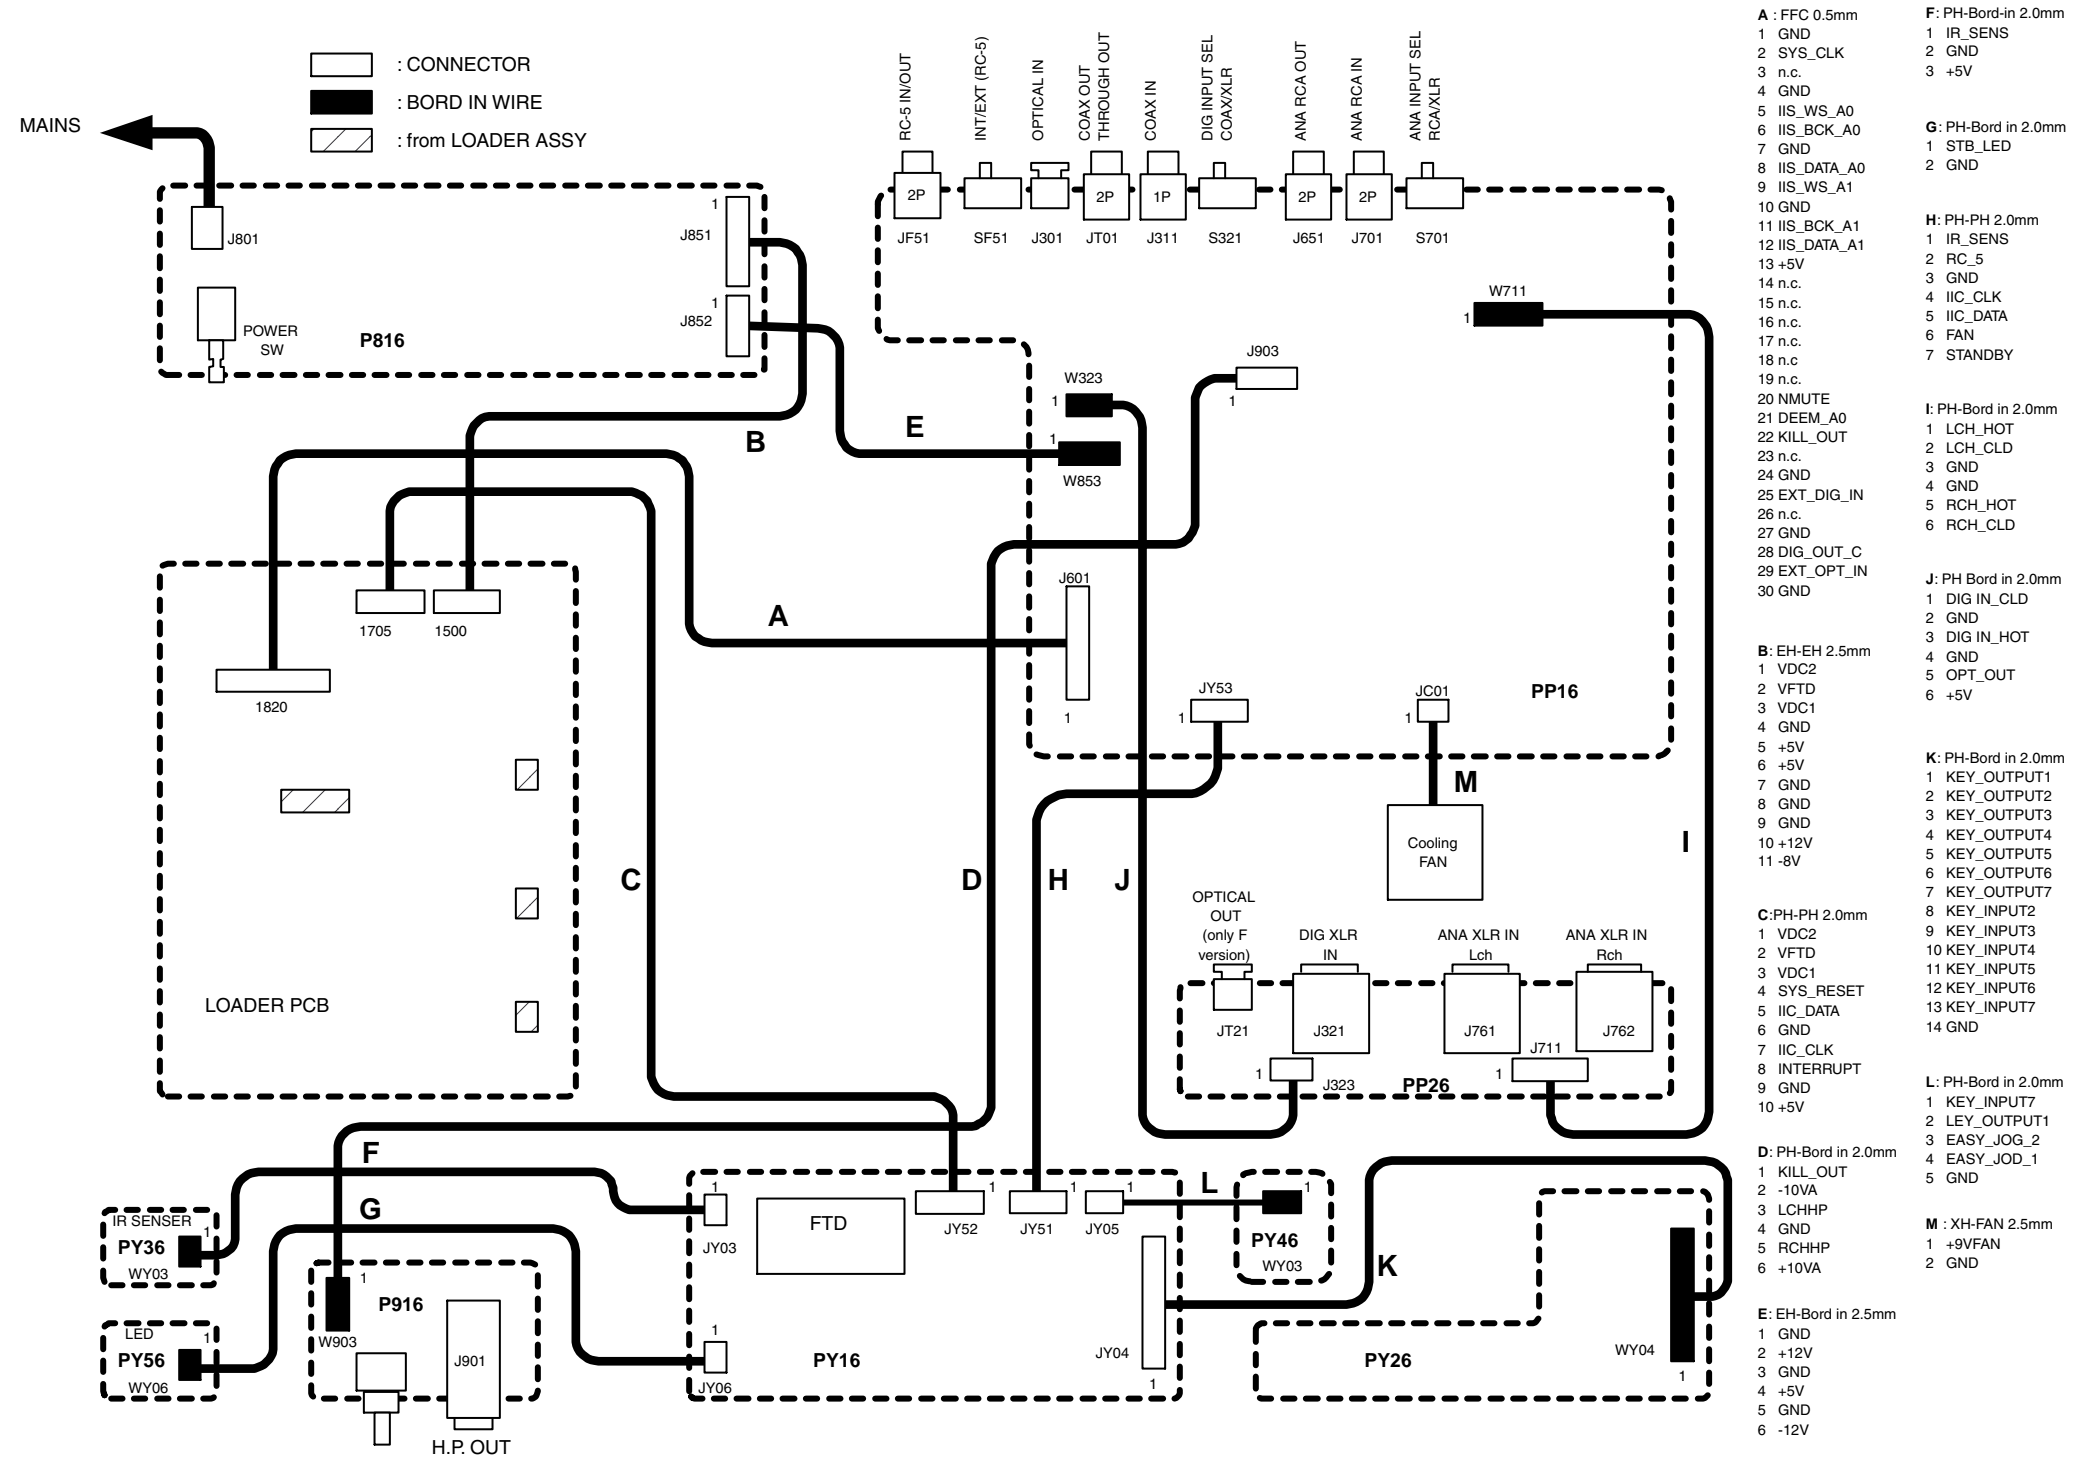 : CONNECTOR
: BORD IN WIRE
: from LOADER ASSY
MAINS
J801
POWER
SW
P816
1
J851
1
J852
RC-5 IN/OUT
INT/EXT (RC-5)
OPTICAL IN
COAX OUT
THROUGH OUT
COAX IN
DIG INPUT SEL
COAX/XLR
ANA RCA OUT
ANA RCA IN
ANA INPUT SEL
RCA/XLR
2P
2P
1P
2P
2P
JF51
SF51
J301
JT01
J311
S321
J651
J701
S701
W711
1
J903
1
W323
1
1
W853
B
E
A
J601
1
JY53
1
JC01
1
PP16
M
Cooling
FAN
I
1705
1500
1820
LOADER PCB
C
D
H
J
OPTICAL
OUT
(only F
version)
DIG XLR
IN
ANA XLR IN
Lch
ANA XLR IN
Rch
JT21
J321
J761
J762
J711
1
J323
1
PP26
F
G
IR SENSER
PY36
1
WY03
LED
PY56
1
WY06
1
P916
W903
J901
H.P. OUT
1
JY03
FTD
JY52
1
JY51
1
JY05
1
L
1
PY46
WY03
K
1
JY06
PY16
JY04
1
PY26
WY04
1
A : FFC 0.5mm
1 GND
2 SYS_CLK
3 n.c.
4 GND
5 IIS_WS_A0
6 IIS_BCK_A0
7 GND
8 IIS_DATA_A0
9 IIS_WS_A1
10 GND
11 IIS_BCK_A1
12 IIS_DATA_A1
13 +5V
14 n.c.
15 n.c.
16 n.c.
17 n.c.
18 n.c
19 n.c.
20 NMUTE
21 DEEM_A0
22 KILL_OUT
23 n.c.
24 GND
25 EXT_DIG_IN
26 n.c.
27 GND
28 DIG_OUT_C
29 EXT_OPT_IN
30 GND
B: EH-EH 2.5mm
1 VDC2
2 VFTD
3 VDC1
4 GND
5 +5V
6 +5V
7 GND
8 GND
9 GND
10 +12V
11 -8V
C:PH-PH 2.0mm
1 VDC2
2 VFTD
3 VDC1
4 SYS_RESET
5 IIC_DATA
6 GND
7 IIC_CLK
8 INTERRUPT
9 GND
10 +5V
D: PH-Bord in 2.0mm
1 KILL_OUT
2 -10VA
3 LCHHP
4 GND
5 RCHHP
6 +10VA
E: EH-Bord in 2.5mm
1 GND
2 +12V
3 GND
4 +5V
5 GND
6 -12V
F: PH-Bord-in 2.0mm
1 IR_SENS
2 GND
3 +5V
G: PH-Bord in 2.0mm
1 STB_LED
2 GND
H: PH-PH 2.0mm
1 IR_SENS
2 RC_5
3 GND
4 IIC_CLK
5 IIC_DATA
6 FAN
7 STANDBY
I: PH-Bord in 2.0mm
1 LCH_HOT
2 LCH_CLD
3 GND
4 GND
5 RCH_HOT
6 RCH_CLD
J: PH Bord in 2.0mm
1 DIG IN_CLD
2 GND
3 DIG IN_HOT
4 GND
5 OPT_OUT
6 +5V
K: PH-Bord in 2.0mm
1 KEY_OUTPUT1
2 KEY_OUTPUT2
3 KEY_OUTPUT3
4 KEY_OUTPUT4
5 KEY_OUTPUT5
6 KEY_OUTPUT6
7 KEY_OUTPUT7
8 KEY_INPUT2
9 KEY_INPUT3
10 KEY_INPUT4
11 KEY_INPUT5
12 KEY_INPUT6
13 KEY_INPUT7
14 GND
L: PH-Bord in 2.0mm
1 KEY_INPUT7
2 LEY_OUTPUT1
3 EASY_JOG_2
4 EASY_JOD_1
5 GND
M : XH-FAN 2.5mm
1 +9VFAN
2 GND